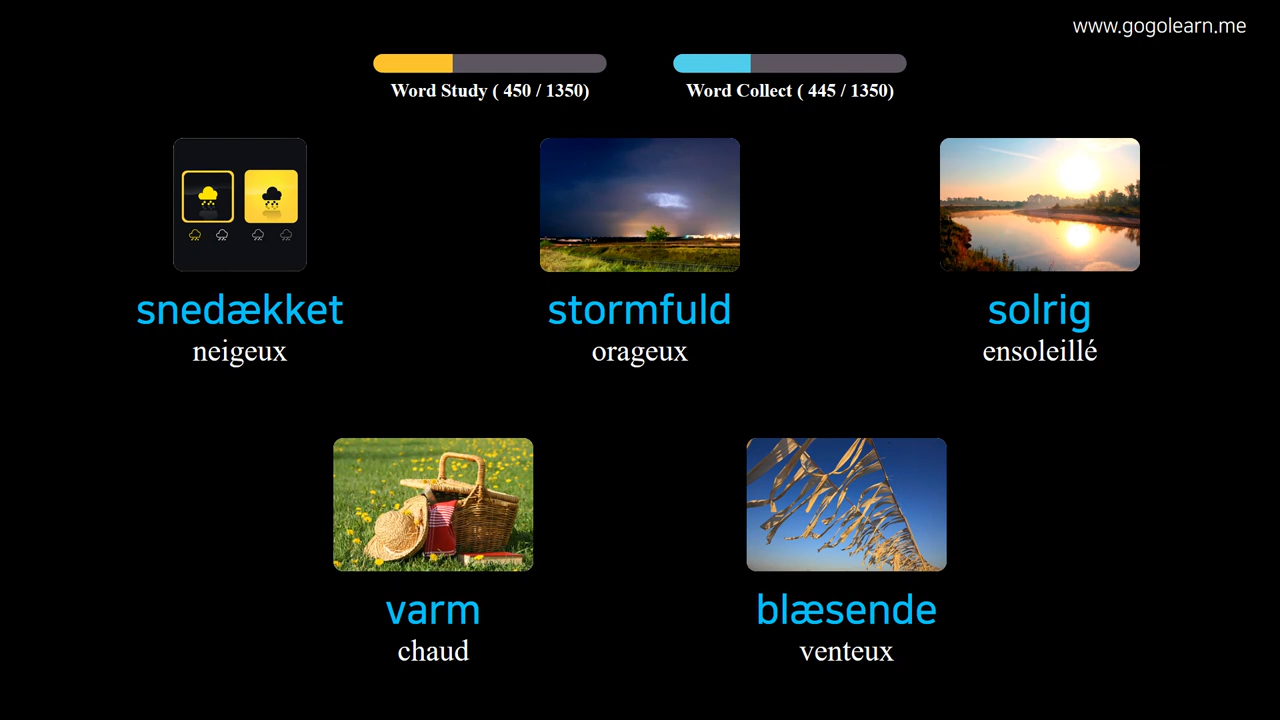 www.gogolearn.me
Word Study ( 450 / 1350)
Word Collect ( 445 / 1350)
snedækket
neigeux
stormfuld
orageux
solrig
ensoleillé
varm
chaud
blæsende
venteux